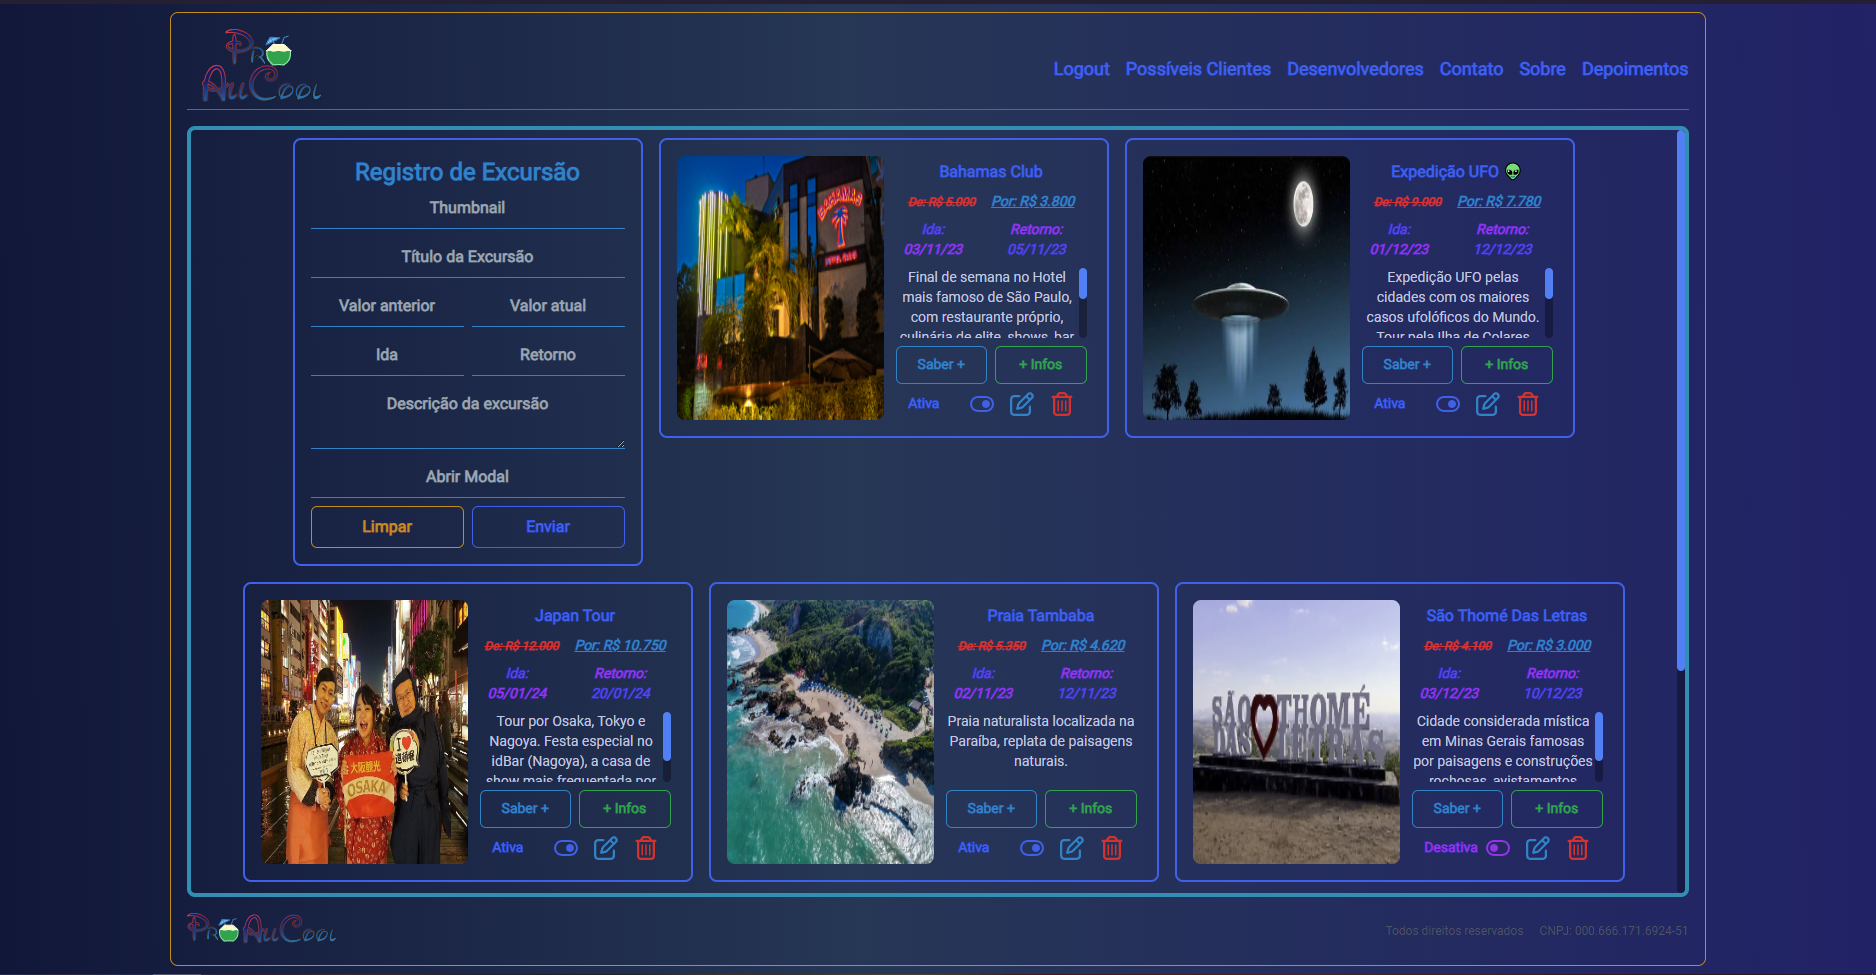 Pro
AuCool
Logout Possíveis Clientes Desenvolvedores Contato Sobre Depoimentos
Registro de Excursão
Thumbnail
Título da Excursão
Valor anterior Valor atual
Ida Retorno
Descrição da excursão
Abrir Modal
Limpar Enviar
BAHAMAS
Bahamas Club
De: R$ 5.000 Por: R$ 3.800
Ida: Retorno:
03/11/23 05/11/23
Final de semana no Hotel
mais famoso de São Paulo,
com restaurante próprio,
culinária de elite, shows, bar
Saber + + Infos
Ativa
Expedição UFO 👽
De: R$ 9.000 Por: R$ 7.780
Ida: Retorno:
01/12/23 12/12/23
Expedição UFO pelas
cidades com os maiores
casos ufolóficos do Mundo.
Tour pela Ilha de Colares
Saber + + Infos
Ativa
I ❤
大阪観光
OSAKA
Japan Tour
De: R$ 12.000 Por: R$ 10.750
Ida: Retorno:
05/01/24 20/01/24
Tour por Osaka, Tokyo e
Nagoya. Festa especial no
idBar (Nagoya), a casa de
show mais frequentada por
Saber + + Infos
Ativa
Praia Tambaba
De: R$ 5.350 Por: R$ 4.620
Ida: Retorno:
02/11/23 12/11/23
Praia naturalista localizada na
Paraíba, replata de paisagens
naturais.
Saber + + Infos
Ativa
SÃO THOMÉ
DAS LETRAS
São Thomé Das Letras
De: R$ 4.100 Por: R$ 3.000
Ida: Retorno:
03/12/23 10/12/23
Cidade considerada mística
em Minas Gerais famosas
por paisagens e construções
rochosas, avistamentos
Saber + + Infos
Desativa
Pro AuCool
Todos direitos reservados CNPJ: 000.666.171.6924-51